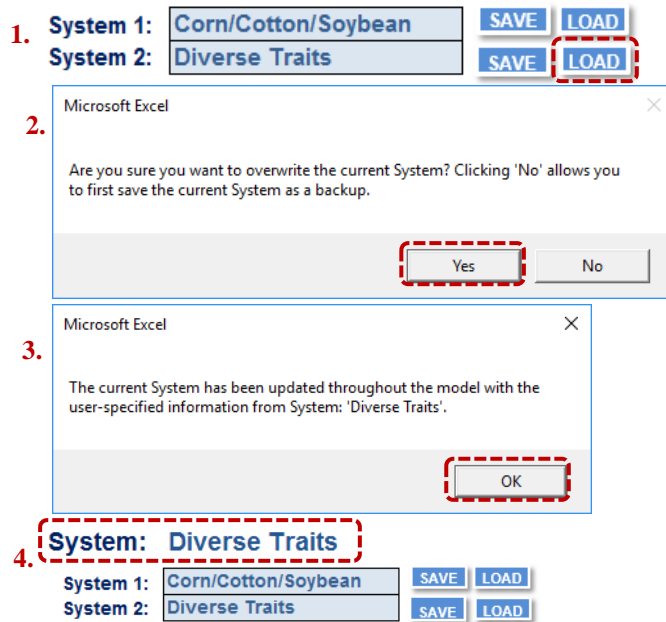 1. System 1: Corn/Cotton/Soybean SAVE LOAD
System 2: Diverse Traits SAVE LOAD
2. Microsoft Excel
Are you sure you want to overwrite the current System? Clicking 'No' allows you
to first save the current System as a backup.
Yes No
Microsoft Excel
3.
The current System has been updated throughout the model with the
user-specified information from System: 'Diverse Traits'.
OK
4. System: Diverse Traits
System 1: Corn/Cotton/Soybean SAVE LOAD
System 2: Diverse Traits SAVE LOAD